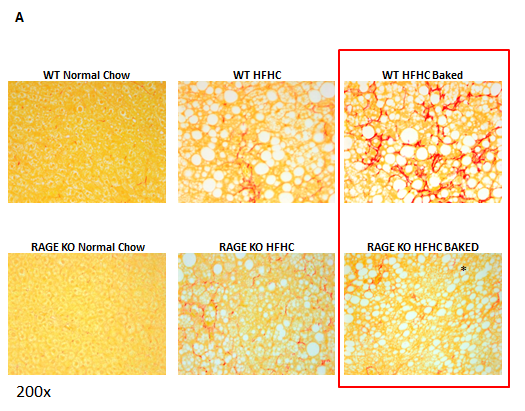 A
WT Normal Chow
WT HFHC
WT HFHC Baked
RAGE KO Normal Chow
RAGE KO HFHC
RAGE KO HFHC BAKED
*
200x